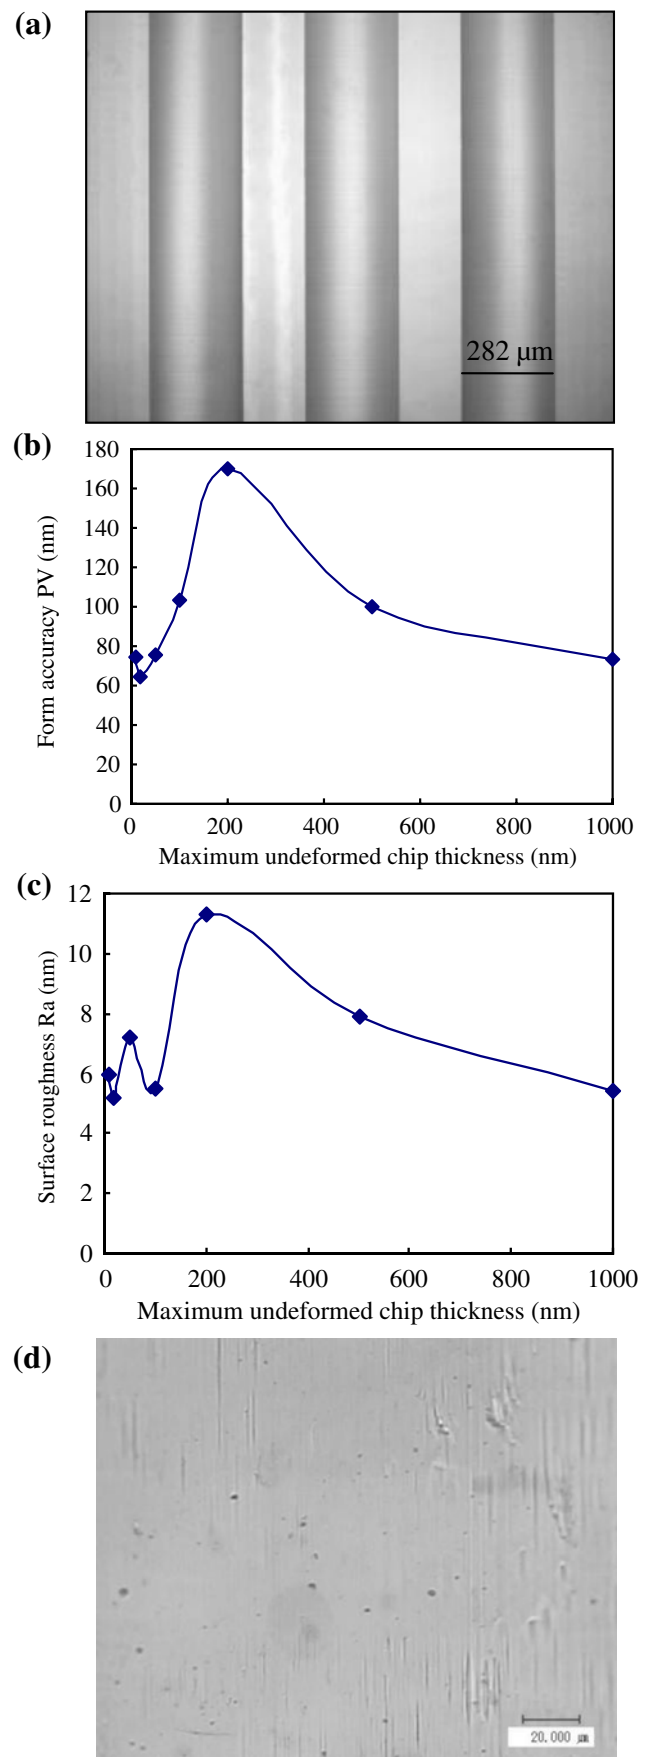 (a)
282 μm
(b)
180
160
140
120
100
80
60
40
20
0
Form accuracy PV (nm)
0 200 400 600 800 1000
Maximum undeformed chip thickness (nm)
(c)
12
10
8
6
4
2
0
Surface roughness Ra (nm)
0 200 400 600 800 1000
Maximum undeformed chip thickness (nm)
(d)
20.000 μm